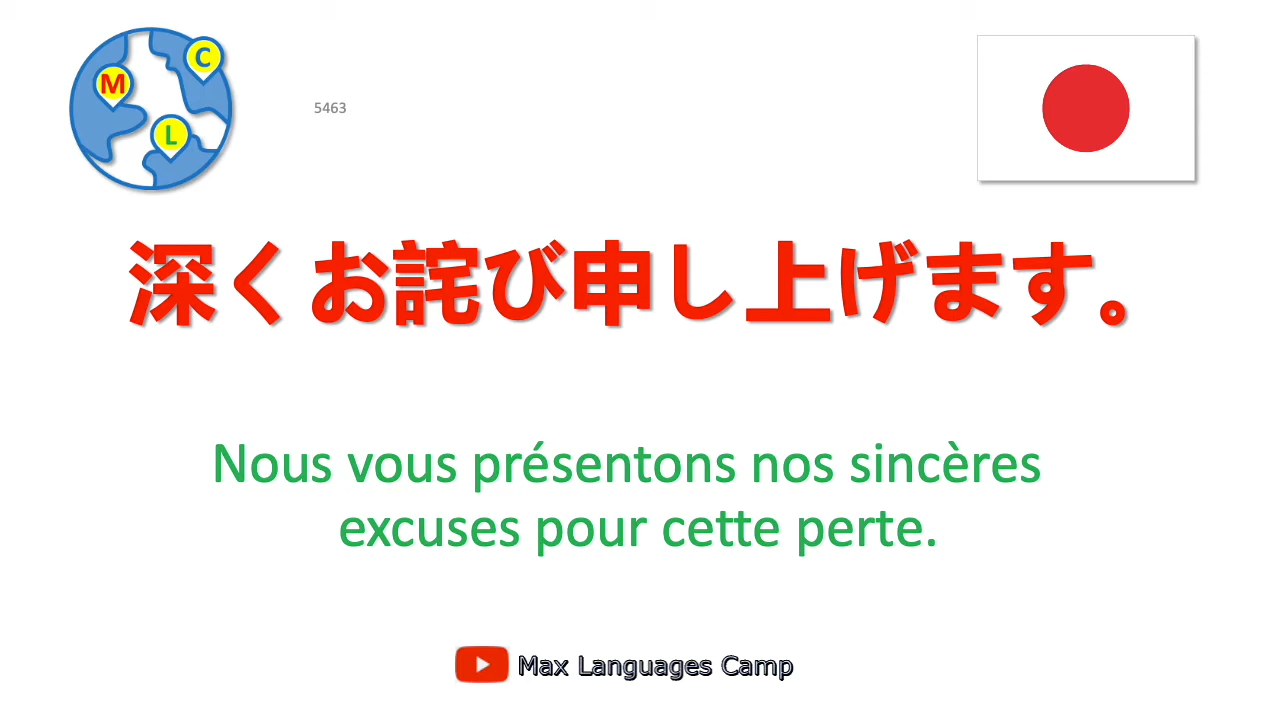 M
C
L
5463
深くお詫び申し上げます。
Nous vous présentons nos sincères
excuses pour cette perte.
Max Languages Camp